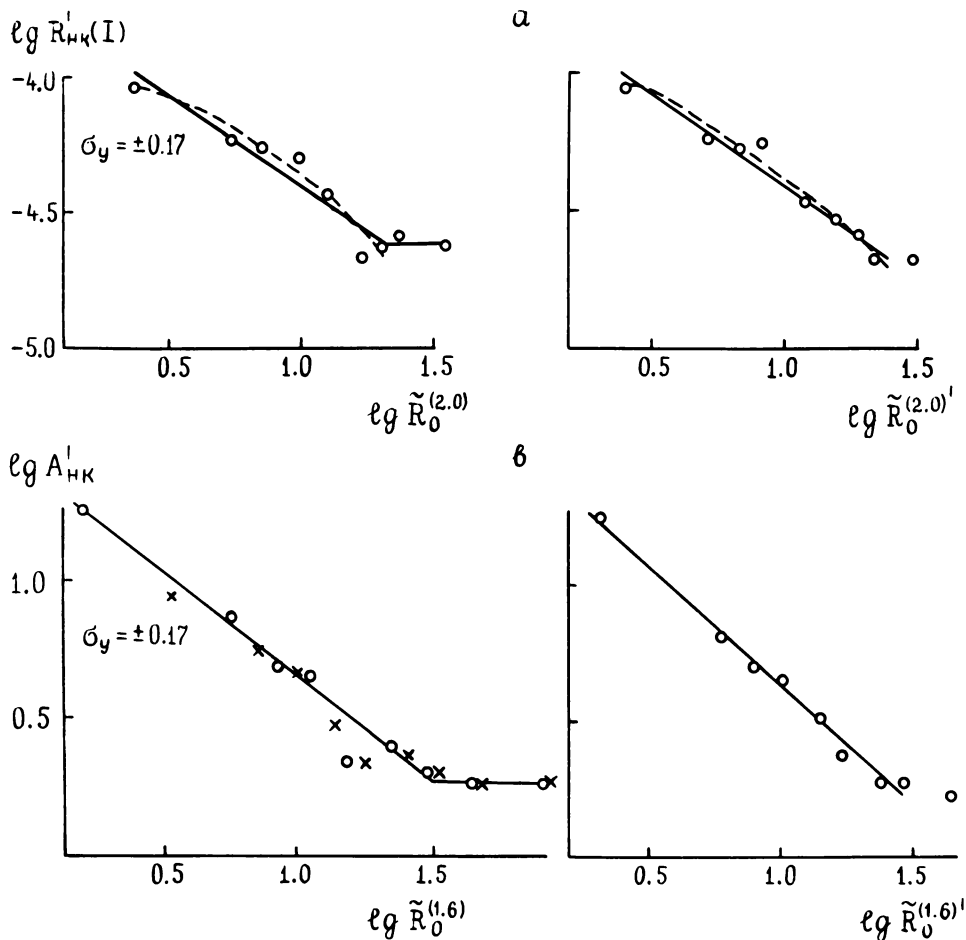 lg R'нк(I)
a
-4.0
-4.5
-5.0
σy = ±0.17
0.5 1.0 1.5
0.5 1.0 1.5
lg R̃₀⁽²·⁰⁾
lg R̃₀⁽²·⁰⁾'
lg A'нк
в
1.0
0.5
σy = ±0.17
0.5 1.0 1.5
0.5 1.0 1.5
lg R̃₀⁽¹·⁶⁾
lg R̃₀⁽¹·⁶⁾'